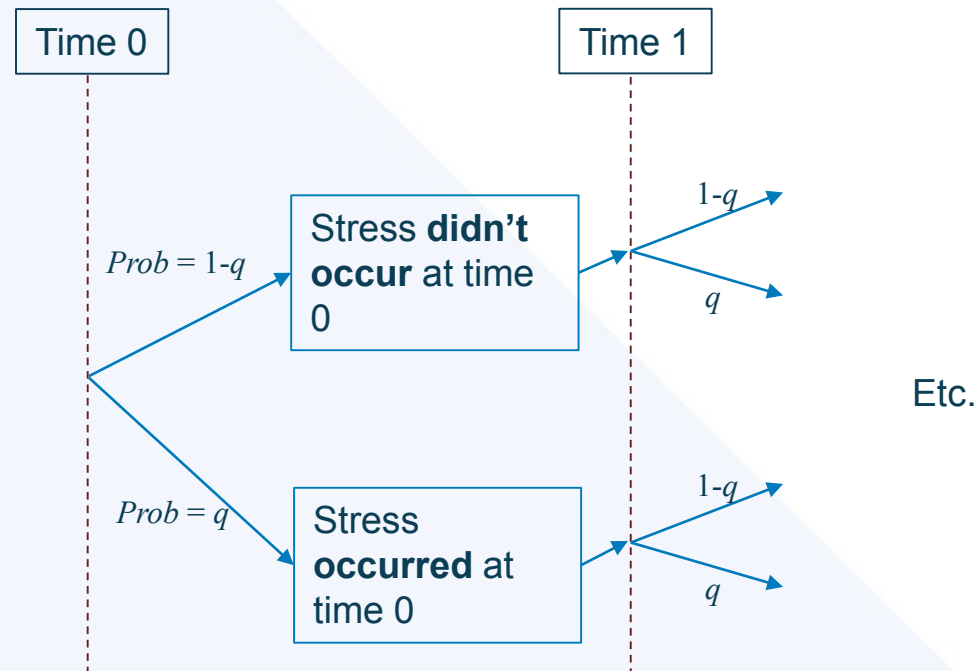 Time 0
Time 1
Prob = 1-q
Stress didn't
occur at time
0
1-q
q
Etc.
Prob = q
Stress
occurred at
time 0
1-q
q